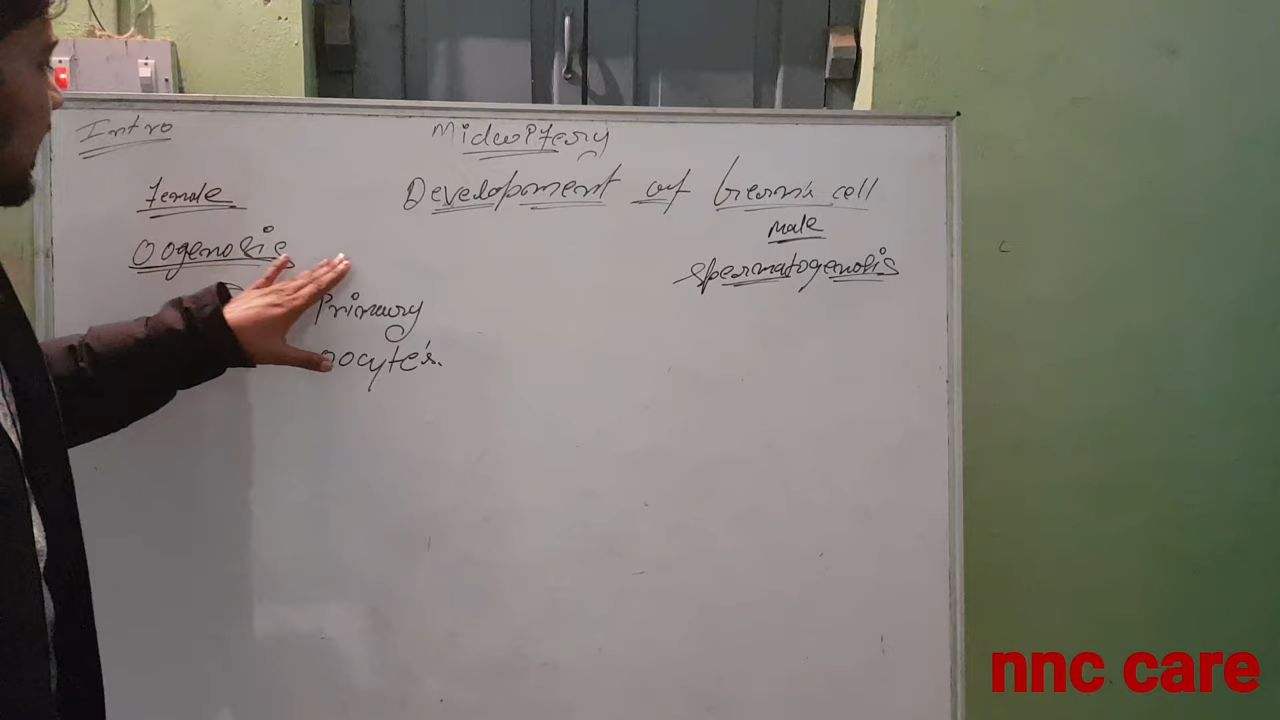 Intro
Midwifery
Development of Germ cell
Female
Oogenesis
Male
spermatogenesis
Primary
oocytes.
nnc care